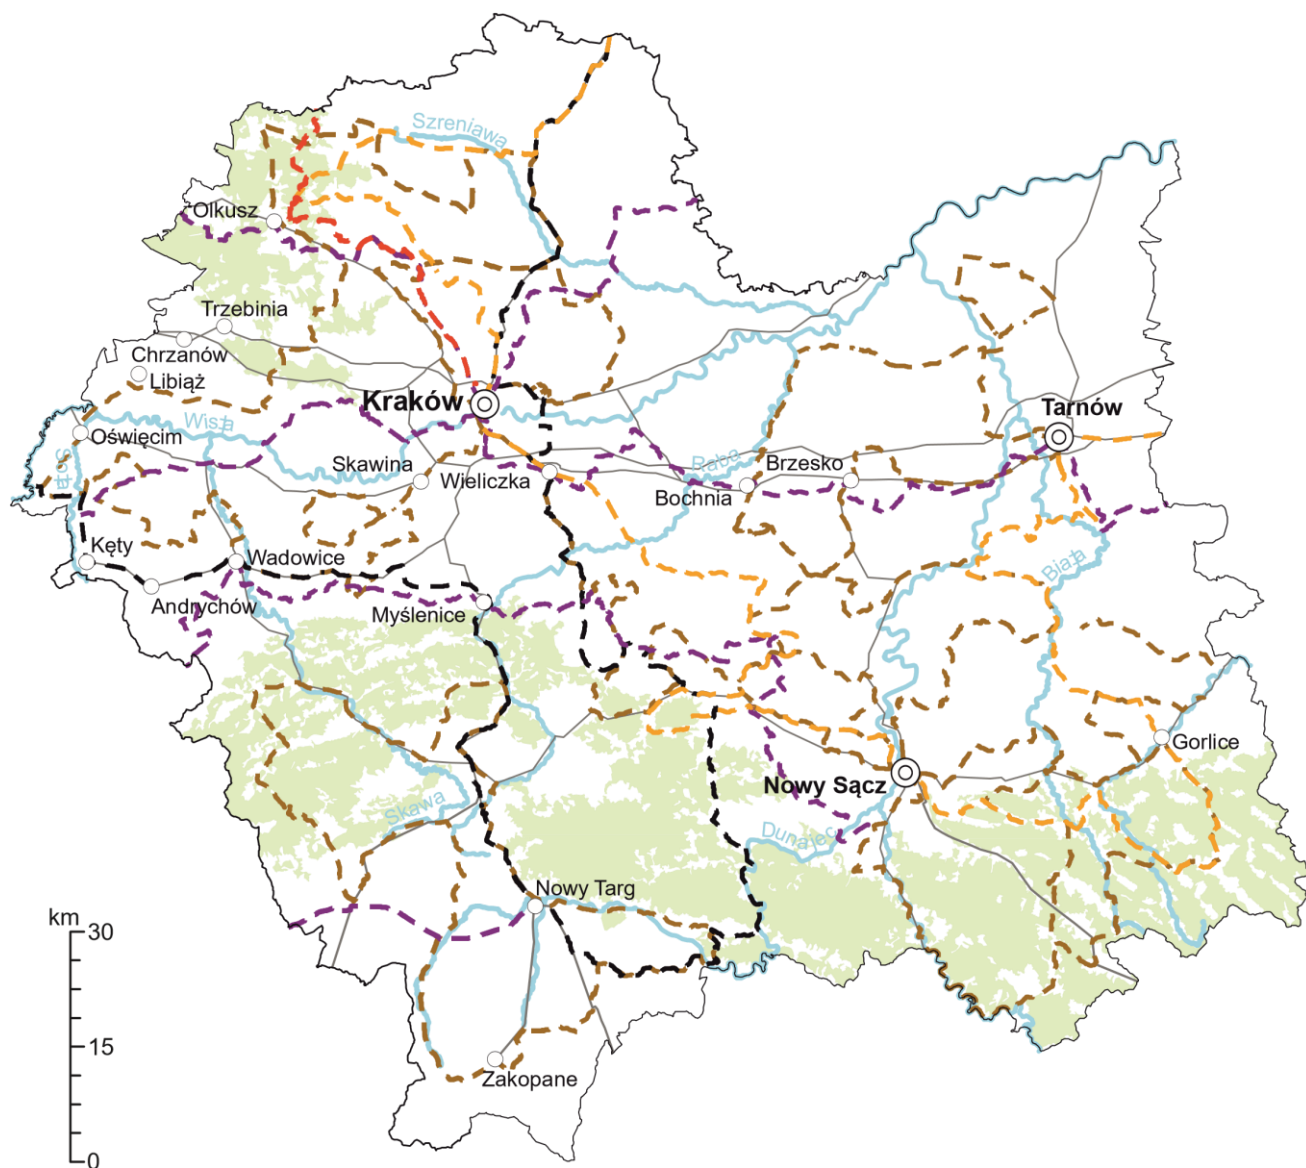 Szreniawa
Olkusz
Trzebinia
Chrzanów
Libiąż
Kraków
Wisła
Tarnów
Oświęcim
Soła
Skawina
Wieliczka
Raba
Brzesko
Bochnia
Kęty
Wadowice
Biała
Andrychów
Myślenice
Gorlice
Nowy Sącz
Skawa
Dunajec
Nowy Targ
km
30
15
Zakopane
0